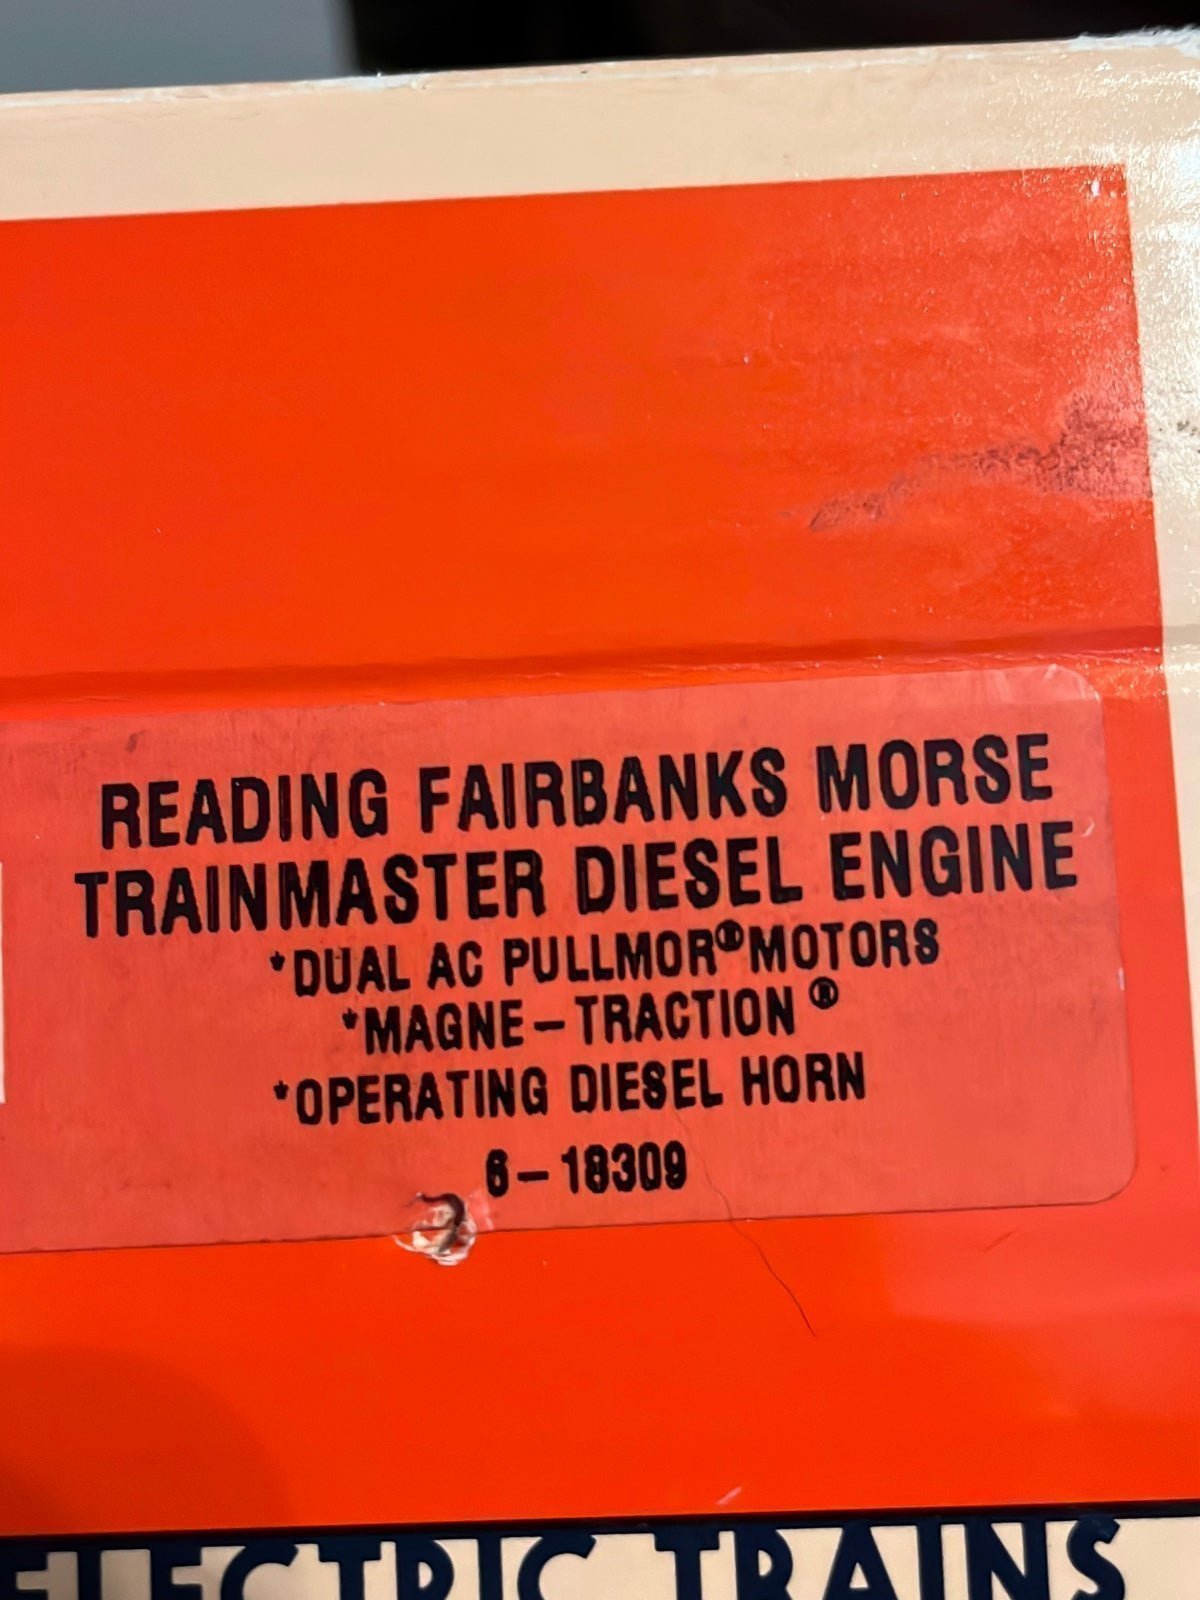 READING FAIRBANKS MORSE
TRAINMASTER DIESEL ENGINE
*DUAL AC PULLMOR® MOTORS
*MAGNE-TRACTION ®
*OPERATING DIESEL HORN
6-18309
ELECTRIC TRAINS